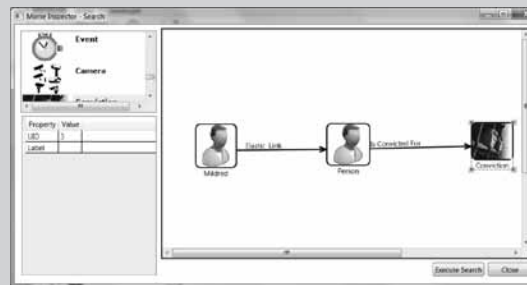 Morse Inspector - Search
Event
Camera
Property Value
UID 3
Label
Elastic Link
Is Convicted For
Mildred
Person
Conviction
Execute Search
Close